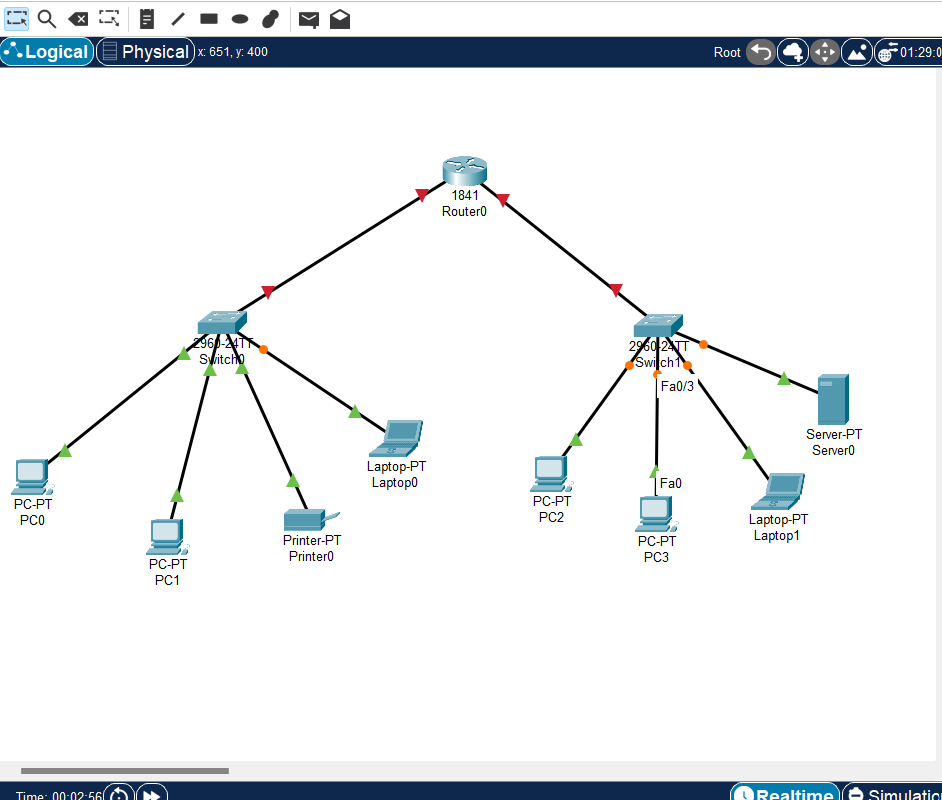 Logical
Physical
x: 651, y: 400
Root
01:29:0
1841
Router0
2960-24TT
Switch0
2960-24TT
Switch1
Fa0/3
Server-PT
Server0
Laptop-PT
Laptop0
Fa0
PC-PT
PC0
PC-PT
PC2
PC-PT
PC3
Laptop-PT
Laptop1
Printer-PT
Printer0
PC-PT
PC1
Time: 00:02:56
Realtime
Simulation